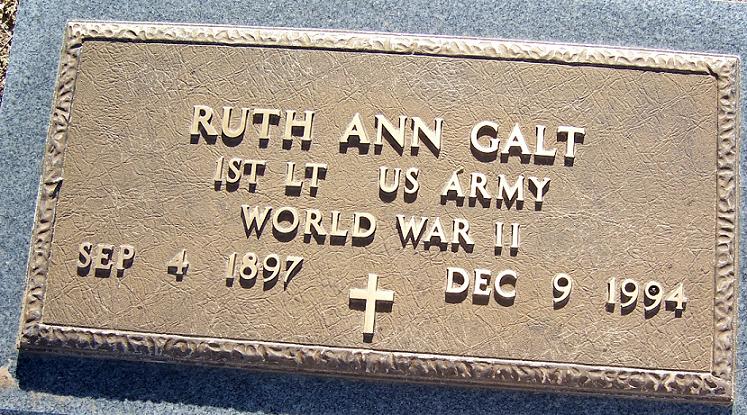 RUTH ANN GALT
1ST LT US ARMY
WORLD WAR II
SEP 4 1897 DEC 9 1994